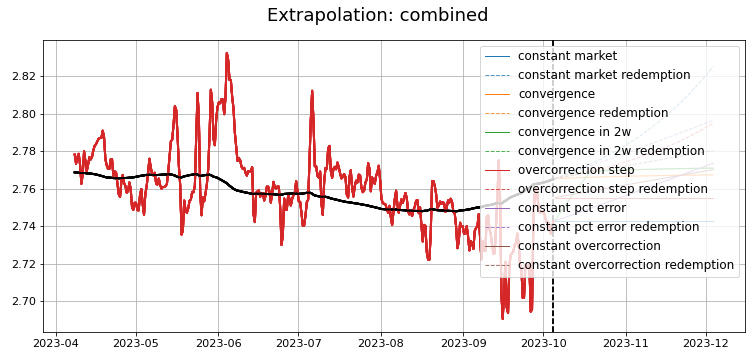 Extrapolation: combined
constant market
constant market redemption
convergence
convergence redemption
convergence in 2w
convergence in 2w redemption
overcorrection step
overcorrection step redemption
constant pct error
constant pct error redemption
constant overcorrection
constant overcorrection redemption
2.82
2.80
2.78
2.76
2.74
2.72
2.70
2023-04 2023-05 2023-06 2023-07 2023-08 2023-09 2023-10 2023-11 2023-12